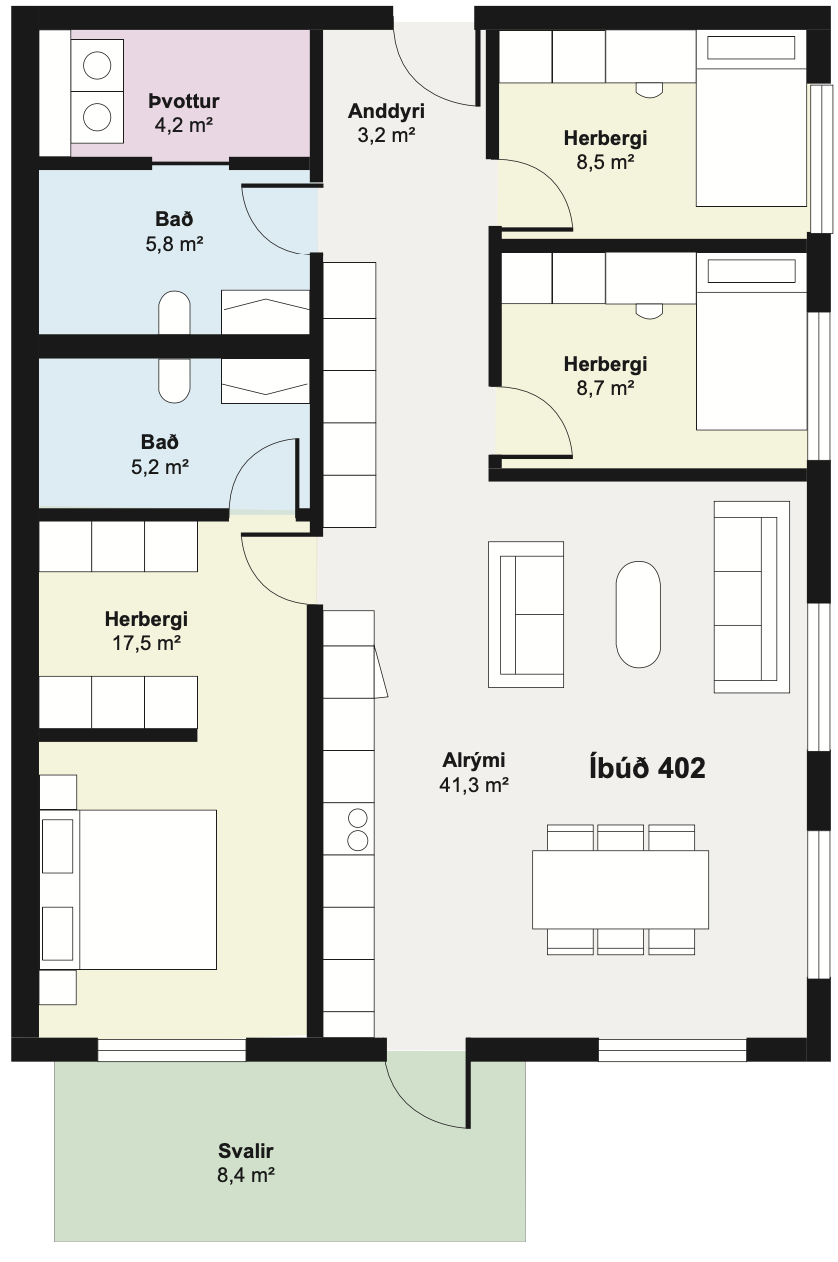 Þvottur
4,2 m²
Anddyri
3,2 m²
Herbergi
8,5 m²
Bað
5,8 m²
Herbergi
8,7 m²
Bað
5,2 m²
Herbergi
17,5 m²
Alrými
41,3 m²
Íbúð 402
Svalir
8,4 m²